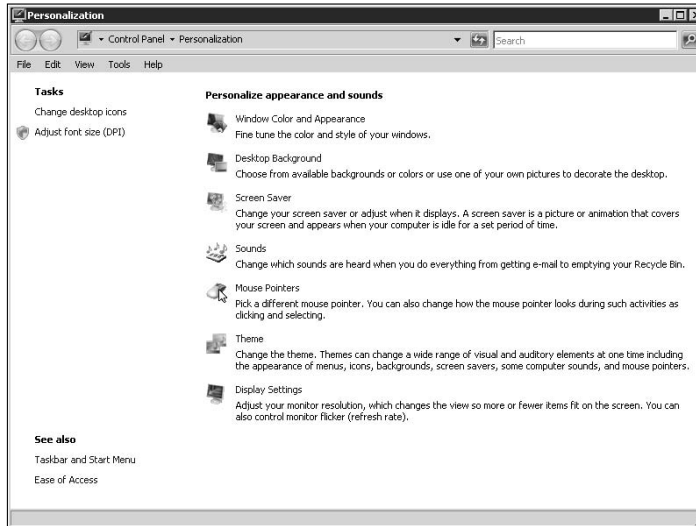 Personalization
Control Panel Personalization
Search
File Edit View Tools Help
Tasks
Change desktop icons
Adjust font size (DPI)
Personalize appearance and sounds
Window Color and Appearance
Fine tune the color and style of your windows.
Desktop Background
Choose from available backgrounds or colors or use one of your own pictures to decorate the desktop.
Screen Saver
Change your screen saver or adjust when it displays. A screen saver is a picture or animation that covers
your screen and appears when your computer is idle for a set period of time.
Sounds
Change which sounds are heard when you do everything from getting e-mail to emptying your Recycle Bin.
Mouse Pointers
Pick a different mouse pointer. You can also change how the mouse pointer looks during such activities as
clicking and selecting.
Theme
Change the theme. Themes can change a wide range of visual and auditory elements at one time including
the appearance of menus, icons, backgrounds, screen savers, some computer sounds, and mouse pointers.
Display Settings
Adjust your monitor resolution, which changes the view so more or fewer items fit on the screen. You can
also control monitor flicker (refresh rate).
See also
Taskbar and Start Menu
Ease of Access